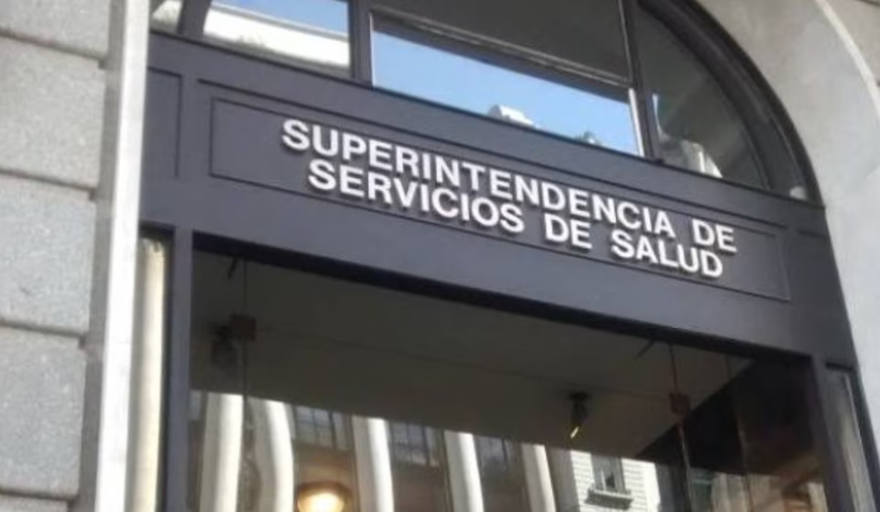 SUPERINTENDENCIA DE
SERVICIOS DE SALUD